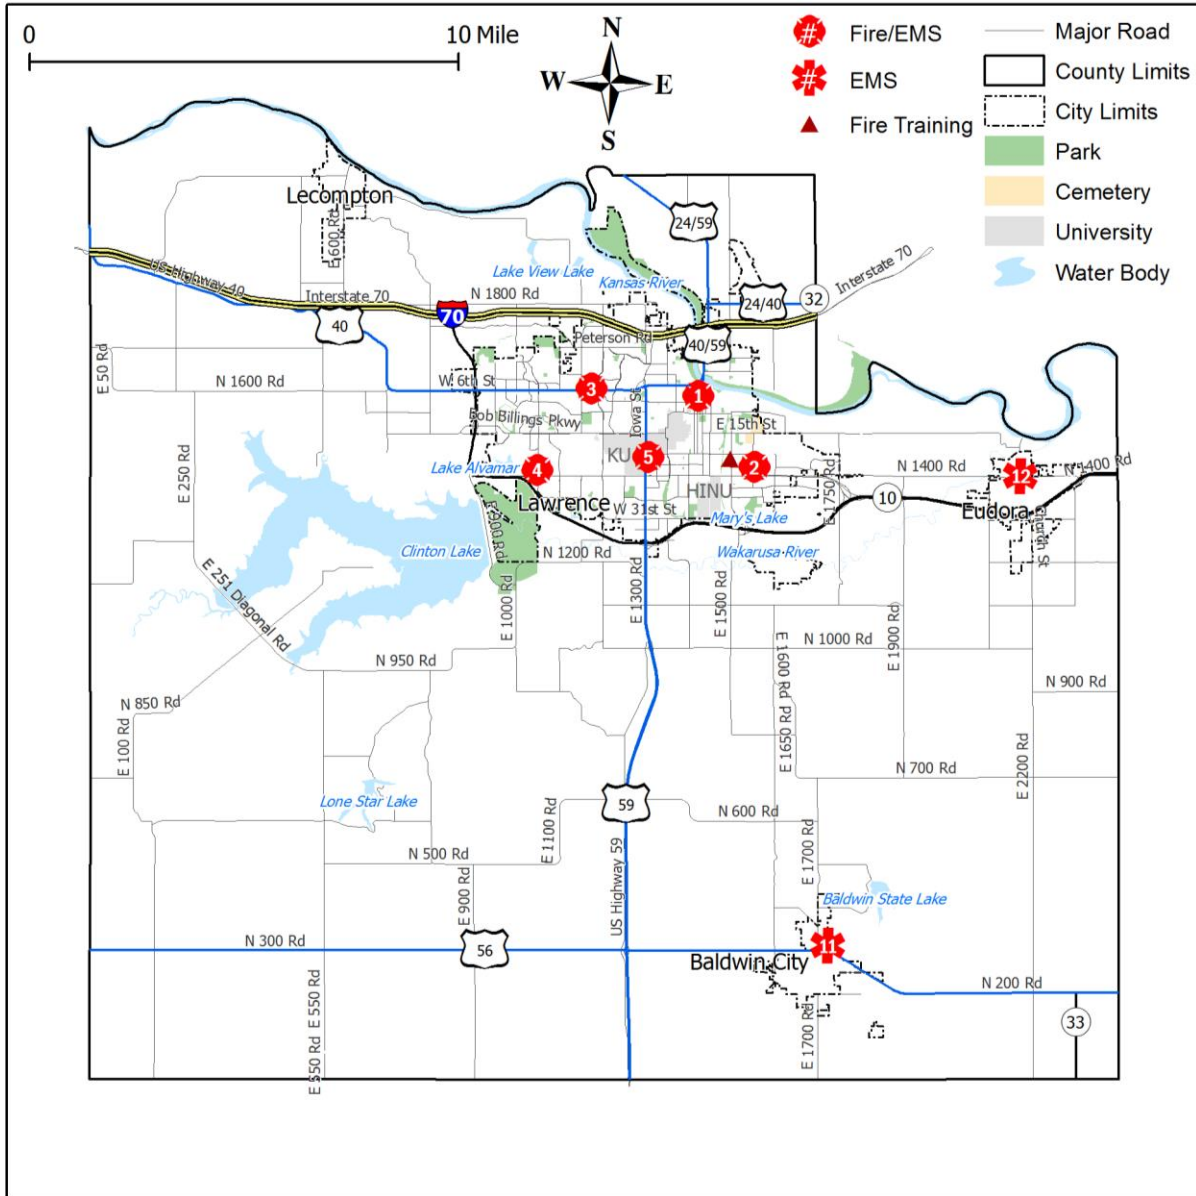 0
10 Mile
N
W
E
S
#
Fire/EMS
#
EMS
Fire Training
Major Road
County Limits
City Limits
Park
Cemetery
University
Water Body
Lecompton
E 600 Rd
24/59
Lake View Lake
Kansas River
Interstate 70
US Highway 40
Interstate 70
N 1800 Rd
24/40
32
70
40
Peterson Rd
40/59
E 50 Rd
N 1600 Rd
W 6th St
3
1
Iowa St
Bob Billings Pkwy
E 15th St
E 2250 Rd
KU
5
Lake Alvamar
4
2
N 1400 Rd
12
N 1400 Rd
HINU
E 1750 Rd
10
Lawrence
W 31st St
Mary's Lake
Eudora
Church St
E 900 Rd
Clinton Lake
N 1200 Rd
Wakarusa River
E 251 Diagonal Rd
E 1000 Rd
E 1300 Rd
E 1500 Rd
N 1000 Rd
E 1900 Rd
E 1600 Rd
N 950 Rd
N 900 Rd
N 850 Rd
E 100 Rd
E 1650 Rd
N 700 Rd
E 2200 Rd
Lone Star Lake
59
N 600 Rd
E 1100 Rd
N 500 Rd
E 1700 Rd
E 900 Rd
US Highway 59
Baldwin State Lake
N 300 Rd
56
11
Baldwin City
N 200 Rd
E 550 Rd
33
E 1700 Rd
E 550 Rd